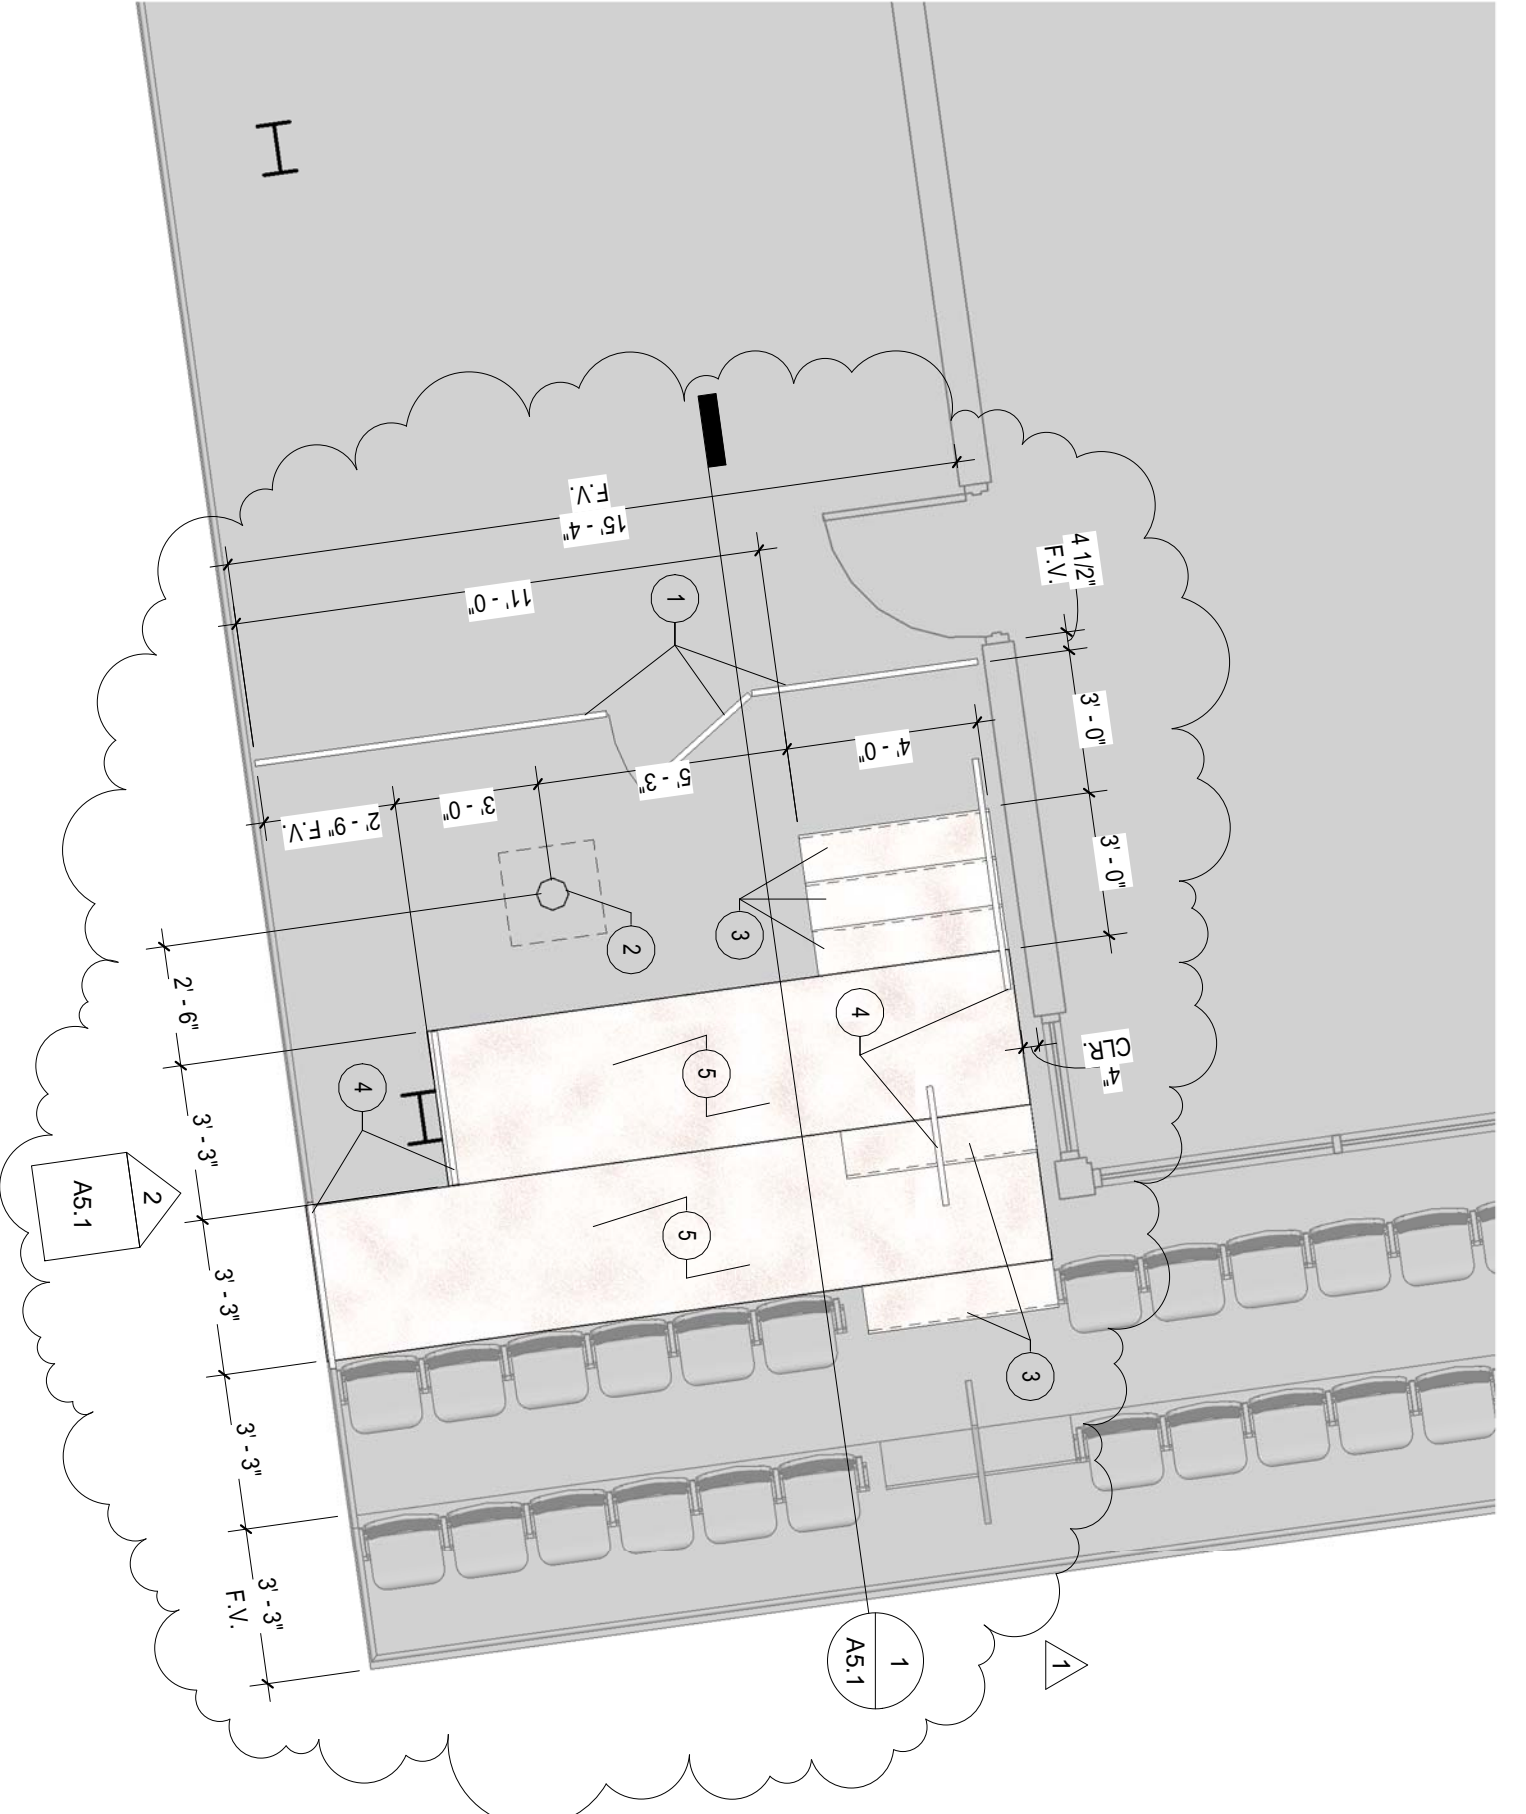 15' - 4"
F.V.
11' - 0"
1
4 1/2"
F.V.
3' - 0"
3' - 0"
4' - 0"
5' - 3"
3' - 0"
2' - 9" F.V.
2
3
4
4"
CLR.
5
4
5
3
2' - 6"
3' - 3"
3' - 3"
3' - 3"
3' - 3"
F.V.
2
A5.1
1
A5.1
1